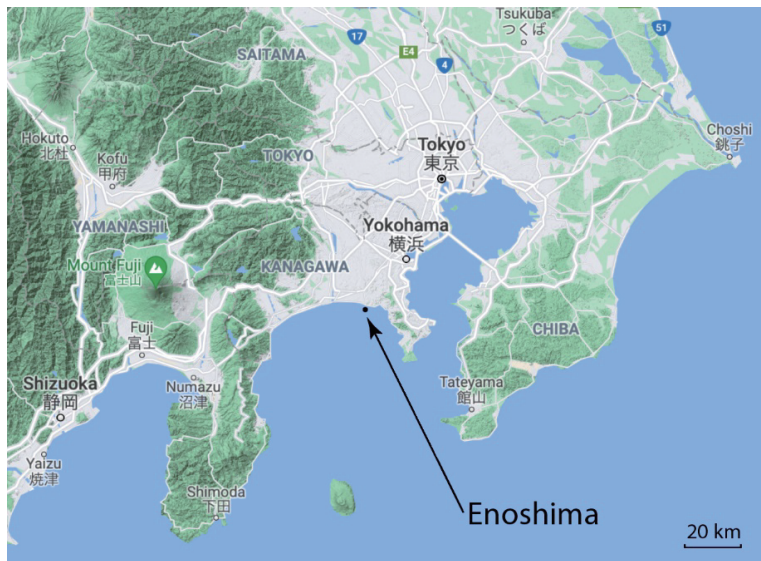 Tsukuba
つくば
51
17
E4
4
SAITAMA
Hokuto
北杜
Kofu
甲府
TOKYO
Tokyo
東京
Choshi
銚子
YAMANASHI
Yokohama
横浜
Mount Fuji
富士山
KANAGAWA
Fuji
富士
CHIBA
Shizuoka
静岡
Numazu
沼津
Tateyama
館山
Yaizu
焼津
Shimoda
下田
Enoshima
20 km